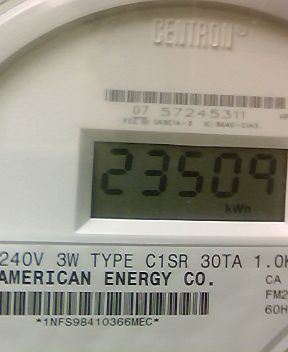 CENTRON®
07 57245311
23509
kWh
240V 3W TYPE C1SR 30TA 1.0K
AMERICAN ENERGY CO.
CA
FM2
60H
*1NFS98410366MEC*